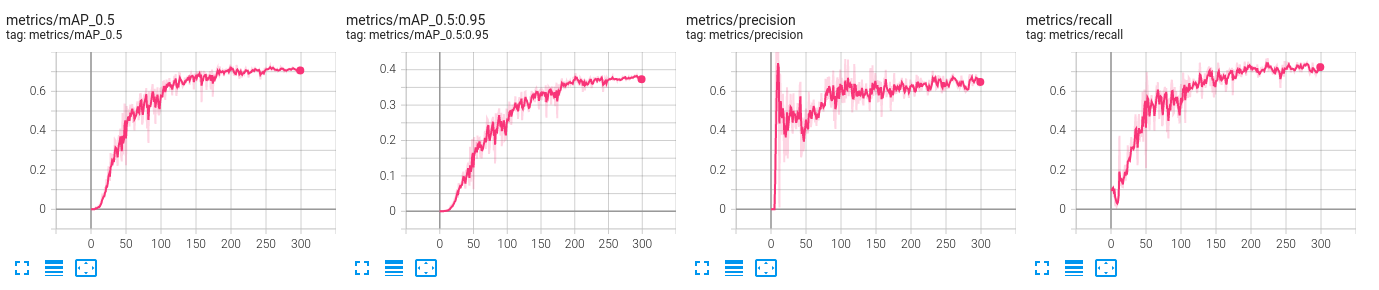 metrics/mAP_0.5
tag: metrics/mAP_0.5
0.6
0.4
0.2
0
0 50 100 150 200 250 300
metrics/mAP_0.5:0.95
tag: metrics/mAP_0.5:0.95
0.4
0.3
0.2
0.1
0
0 50 100 150 200 250 300
metrics/precision
tag: metrics/precision
0.6
0.4
0.2
0
0 50 100 150 200 250 300
metrics/recall
tag: metrics/recall
0.6
0.4
0.2
0
0 50 100 150 200 250 300